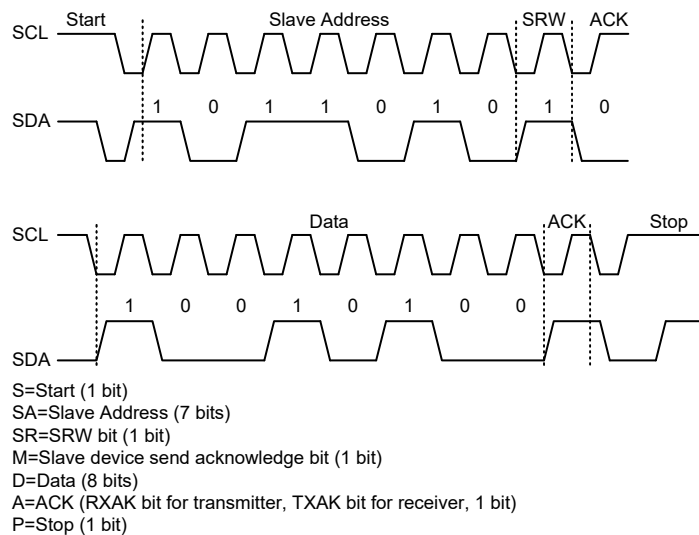 Start Slave Address SRW ACK
SCL
1 0 1 1 0 1 0 1 0
SDA
Data ACK Stop
SCL
1 0 0 1 0 1 0 0
SDA
S=Start (1 bit)
SA=Slave Address (7 bits)
SR=SRW bit (1 bit)
M=Slave device send acknowledge bit (1 bit)
D=Data (8 bits)
A=ACK (RXAK bit for transmitter, TXAK bit for receiver, 1 bit)
P=Stop (1 bit)